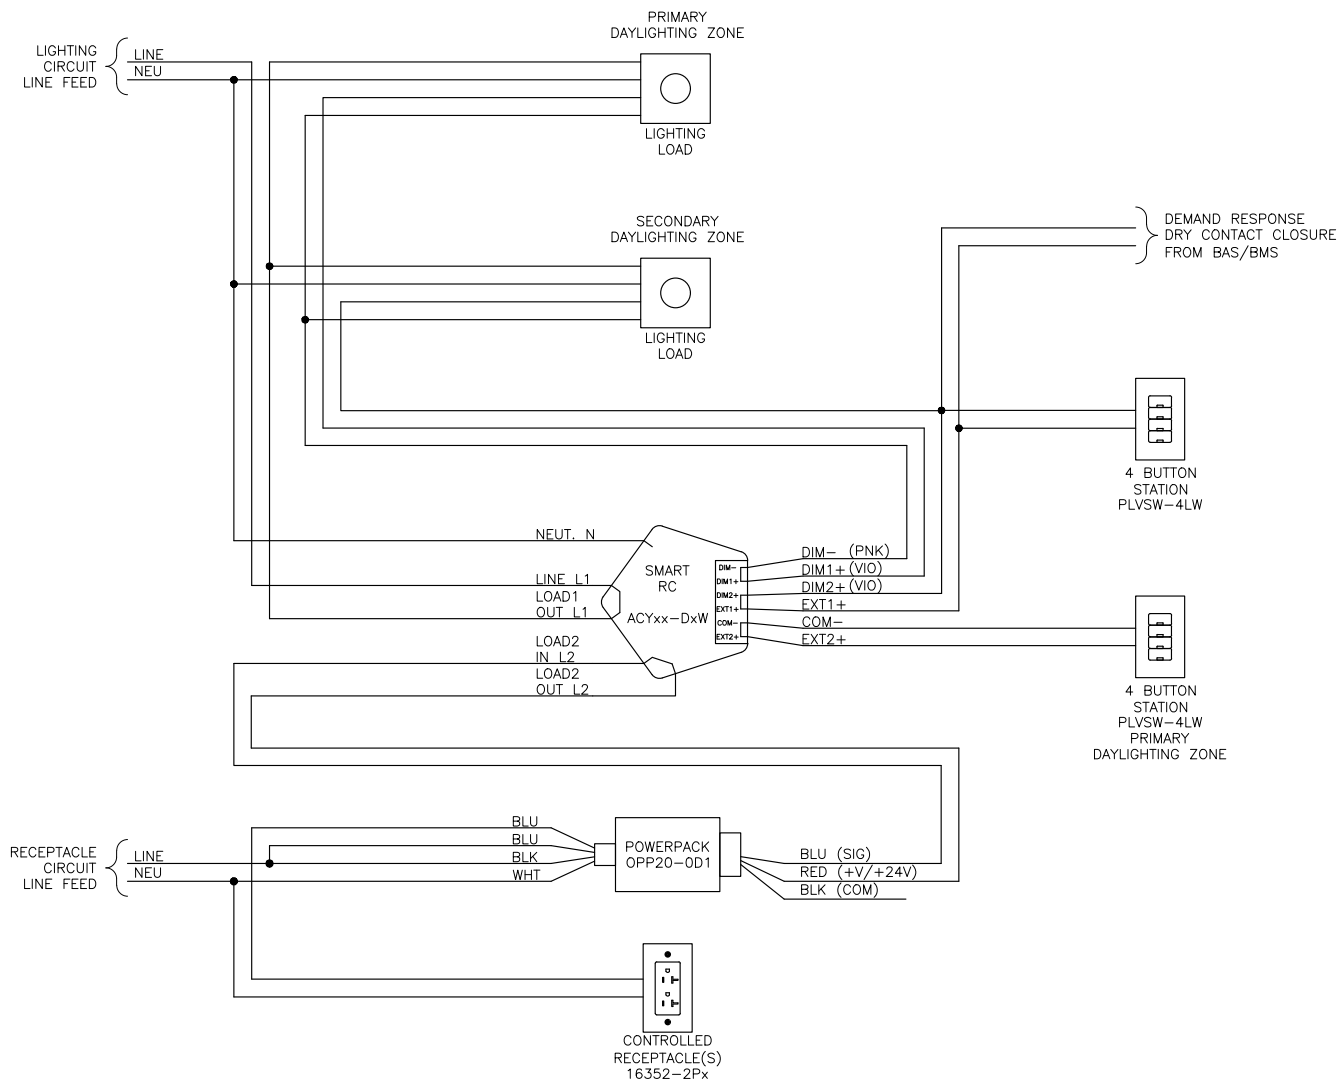 PRIMARY
DAYLIGHTING ZONE
LIGHTING
CIRCUIT
LINE FEED
LINE
NEU
LIGHTING
LOAD
SECONDARY
DAYLIGHTING ZONE
LIGHTING
LOAD
DEMAND RESPONSE
DRY CONTACT CLOSURE
FROM BAS/BMS
4 BUTTON
STATION
PLVSW-4LW
NEUT. N
LINE L1
LOAD1
OUT L1
LOAD2
IN L2
LOAD2
OUT L2
SMART
RC
ACYxx-DxW
DIM-
DIM1+
DIM2+
EXT1+
COM-
EXT2+
DIM- (PNK)
DIM1+ (VIO)
DIM2+ (VIO)
EXT1+
COM-
EXT2+
4 BUTTON
STATION
PLVSW-4LW
PRIMARY
DAYLIGHTING ZONE
RECEPTACLE
CIRCUIT
LINE FEED
LINE
NEU
BLU
BLU
BLK
WHT
POWERPACK
OPP20-0D1
BLU (SIG)
RED (+V/+24V)
BLK (COM)
CONTROLLED
RECEPTACLE(S)
16352-2Px